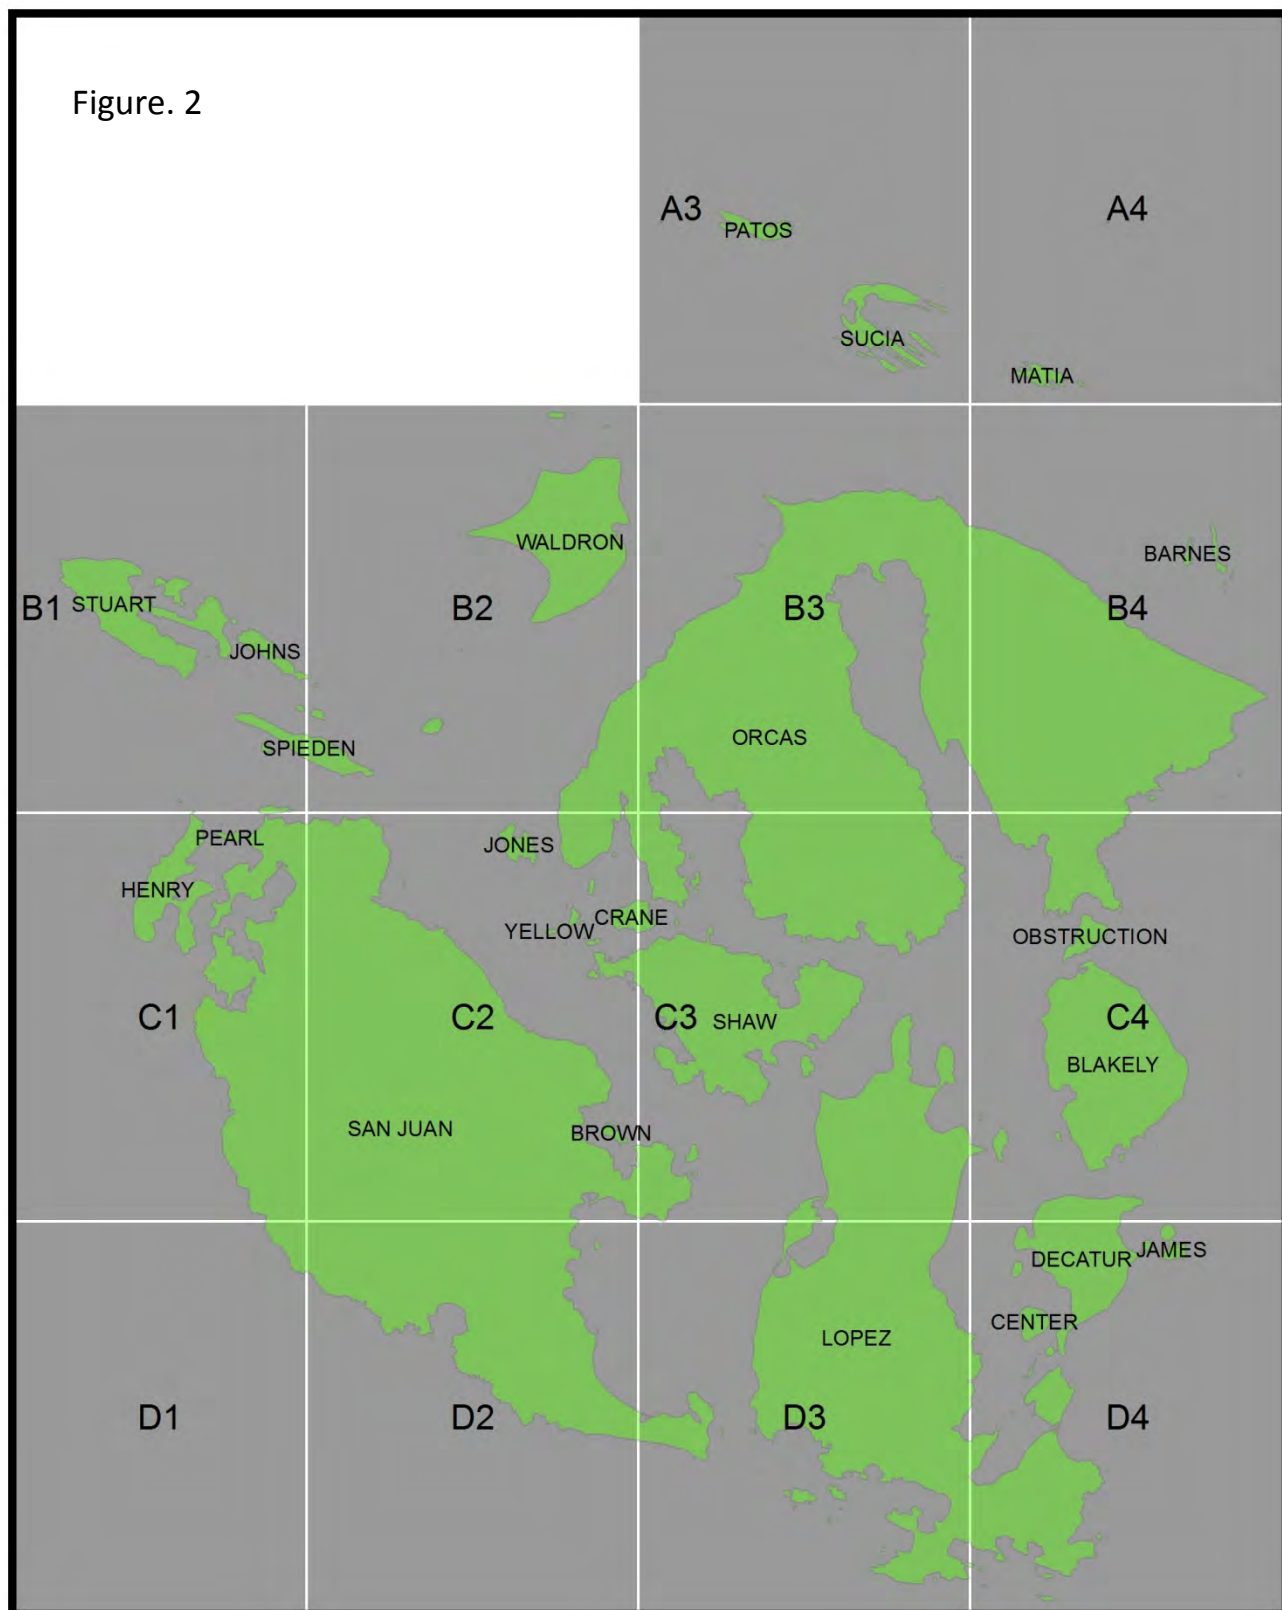 Figure. 2
A3
A4
PATOS
SUCIA
MATIA
WALDRON
BARNES
B1
STUART
B2
B3
B4
JOHNS
ORCAS
SPIEDEN
PEARL
JONES
HENRY
CRANE
YELLOW
OBSTRUCTION
C1
C2
C3
SHAW
C4
BLAKELY
SAN JUAN
BROWN
JAMES
DECATUR
CENTER
LOPEZ
D1
D2
D3
D4